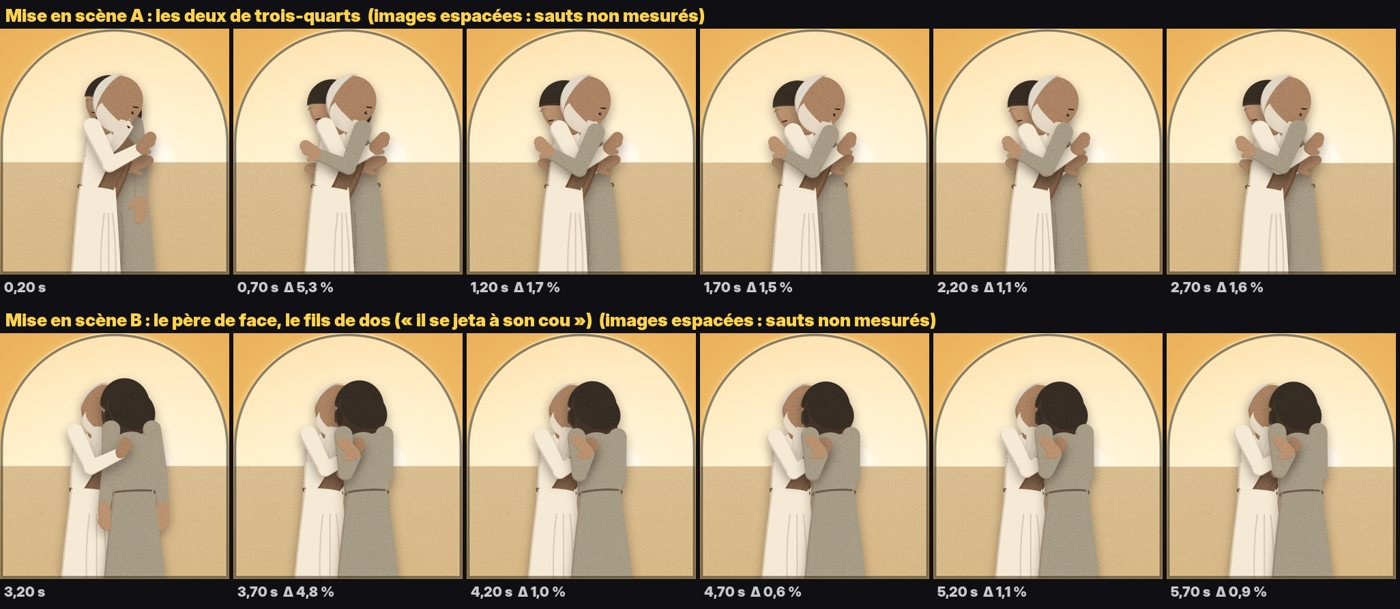 Mise en scène A : les deux de trois-quarts (images espacées : sauts non mesurés)
0,20 s
0,70 s Δ 5,3 %
1,20 s Δ 1,7 %
1,70 s Δ 1,5 %
2,20 s Δ 1,1 %
2,70 s Δ 1,6 %
Mise en scène B : le père de face, le fils de dos (« il se jeta à son cou ») (images espacées : sauts non mesurés)
3,20 s
3,70 s Δ 4,8 %
4,20 s Δ 1,0 %
4,70 s Δ 0,6 %
5,20 s Δ 1,1 %
5,70 s Δ 0,9 %